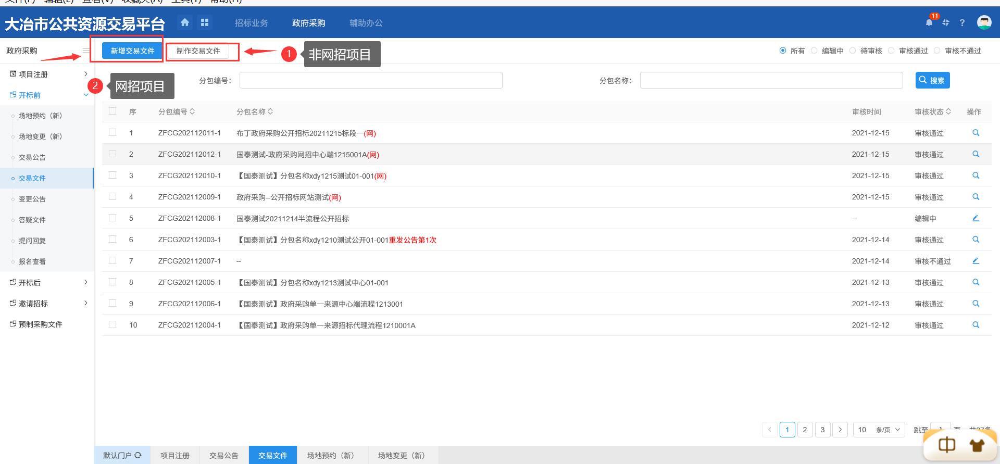 文件(F) 编辑(E) 查看(V) 收藏夹(A) 工具(T) 帮助(H)
大冶市公共资源交易平台 招标业务 政府采购 辅助办公 11 ?
政府采购 新增交易文件 制作交易文件 1 非网招项目 所有 编辑中 待审核 审核通过 审核不通过
项目注册
2 网招项目 分包编号： 分包名称： 搜索
开标前
场地预约（新）
场地变更（新）
交易公告
交易文件
变更公告
答疑文件
提问回复
报名查看
开标后
邀请招标
预制采购文件
序 分包编号 分包名称 审核时间 审核状态 操作
1 ZFCG202112011-1 布丁政府采购公开招标20211215标段一(网) 2021-12-15 审核通过
2 ZFCG202112012-1 国泰测试-政府采购网招中心端1215001A(网) 2021-12-15 审核通过
3 ZFCG202112010-1 【国泰测试】分包名称xdy1215测试01-001(网) 2021-12-15 审核通过
4 ZFCG202112009-1 政府采购--公开招标网站测试(网) 2021-12-15 审核通过
5 ZFCG202112008-1 国泰测试20211214半流程公开招标 -- 编辑中
6 ZFCG202112003-1 【国泰测试】分包名称xdy1210测试公开01-001重发公告第1次 2021-12-14 审核通过
7 ZFCG202112007-1 -- 2021-12-14 审核不通过
8 ZFCG202112005-1 【国泰测试】分包名称xdy1213测试中心01-001 2021-12-13 审核通过
9 ZFCG202112006-1 【国泰测试】政府采购单一来源中心端流程1213001 2021-12-13 审核通过
10 ZFCG202112004-1 【国泰测试】政府采购单一来源招标代理流程1210001A 2021-12-12 审核通过
1 2 3 10 条/页 跳至 1 页 共27条
中
默认门户 项目注册 交易公告 交易文件 场地预约（新） 场地变更（新）